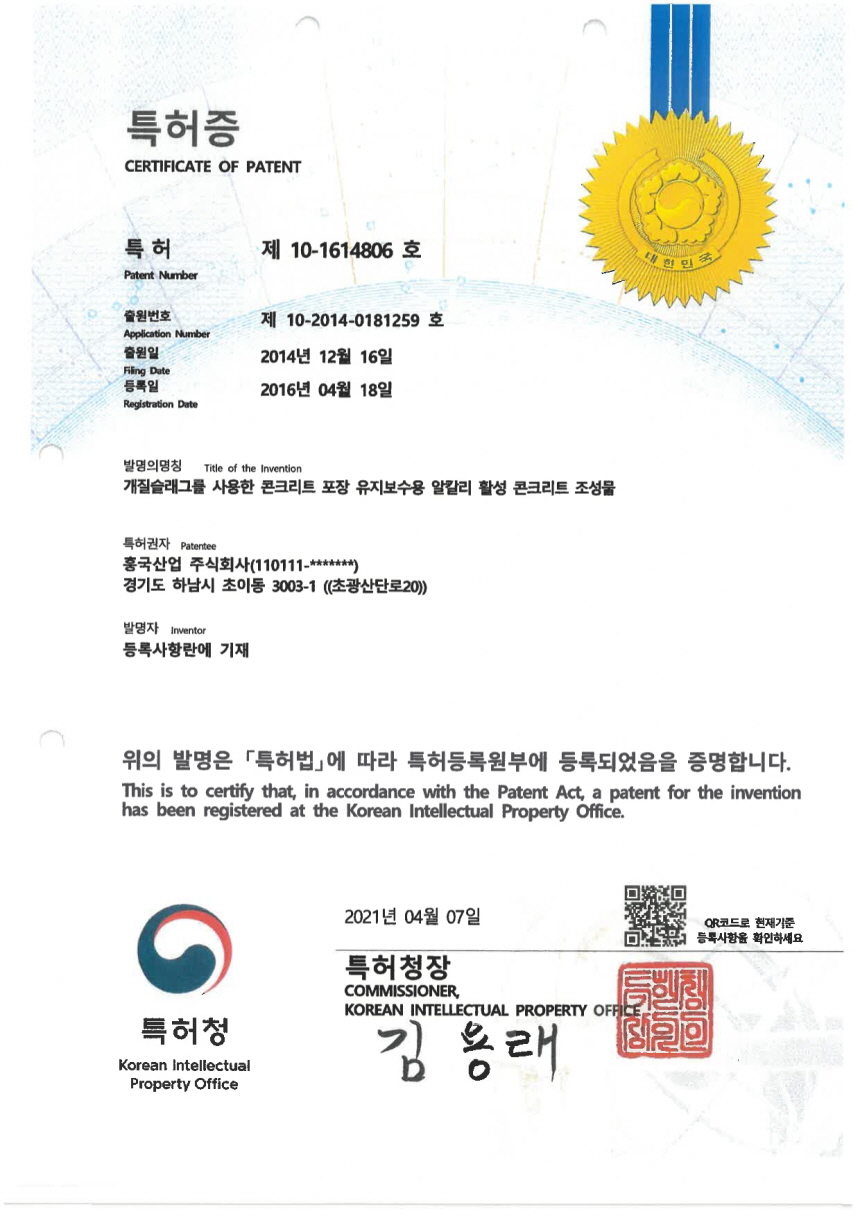 특허증
CERTIFICATE OF PATENT
대한민국
특허 제 10-1614806 호
Patent Number
출원번호 제 10-2014-0181259 호
Application Number
출원일 2014년 12월 16일
Filing Date
등록일 2016년 04월 18일
Registration Date
발명의명칭 Title of the Invention
개질슬래그를 사용한 콘크리트 포장 유지보수용 알칼리 활성 콘크리트 조성물
특허권자 Patentee
흥국산업 주식회사(110111-*******)
경기도 하남시 초이동 3003-1 ((초광산단로20))
발명자 Inventor
등록사항란에 기재
위의 발명은 「특허법」에 따라 특허등록원부에 등록되었음을 증명합니다.
This is to certify that, in accordance with the Patent Act, a patent for the invention
has been registered at the Korean Intellectual Property Office.
2021년 04월 07일
QR코드로 현재기준
등록사항을 확인하세요
특허청장
COMMISSIONER,
KOREAN INTELLECTUAL PROPERTY OFFICE
김용래
특허청
Korean Intellectual
Property Office